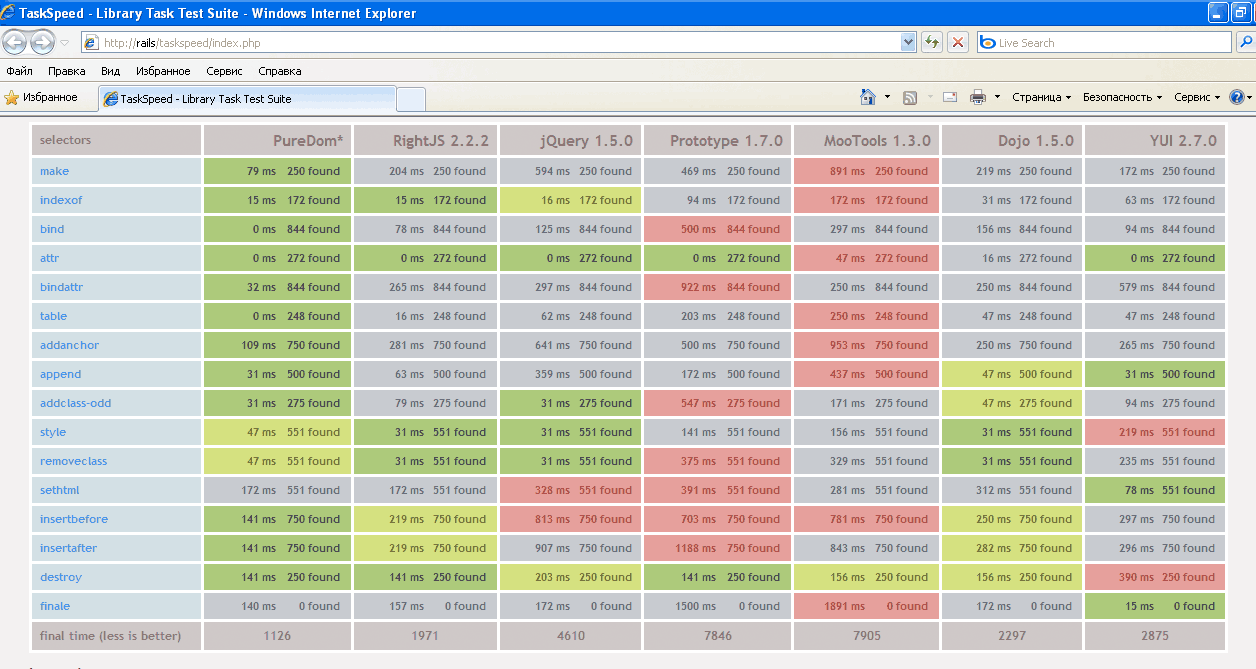 TaskSpeed - Library Task Test Suite - Windows Internet Explorer
http://rails/taskspeed/index.php Live Search
Файл Правка Вид Избранное Сервис Справка
Избранное TaskSpeed - Library Task Test Suite Страница Безопасность Сервис
selectors PureDom* RightJS 2.2.2 jQuery 1.5.0 Prototype 1.7.0 MooTools 1.3.0 Dojo 1.5.0 YUI 2.7.0
make 79 ms 250 found 204 ms 250 found 594 ms 250 found 469 ms 250 found 891 ms 250 found 219 ms 250 found 172 ms 250 found
indexof 15 ms 172 found 15 ms 172 found 16 ms 172 found 94 ms 172 found 172 ms 172 found 31 ms 172 found 63 ms 172 found
bind 0 ms 844 found 78 ms 844 found 125 ms 844 found 500 ms 844 found 297 ms 844 found 156 ms 844 found 94 ms 844 found
attr 0 ms 272 found 0 ms 272 found 0 ms 272 found 0 ms 272 found 47 ms 272 found 16 ms 272 found 0 ms 272 found
bindattr 32 ms 844 found 265 ms 844 found 297 ms 844 found 922 ms 844 found 250 ms 844 found 250 ms 844 found 579 ms 844 found
table 0 ms 248 found 16 ms 248 found 62 ms 248 found 203 ms 248 found 250 ms 248 found 47 ms 248 found 47 ms 248 found
addanchor 109 ms 750 found 281 ms 750 found 641 ms 750 found 500 ms 750 found 953 ms 750 found 250 ms 750 found 265 ms 750 found
append 31 ms 500 found 63 ms 500 found 359 ms 500 found 172 ms 500 found 437 ms 500 found 47 ms 500 found 31 ms 500 found
addclass-odd 31 ms 275 found 79 ms 275 found 31 ms 275 found 547 ms 275 found 171 ms 275 found 47 ms 275 found 94 ms 275 found
style 47 ms 551 found 31 ms 551 found 31 ms 551 found 141 ms 551 found 156 ms 551 found 31 ms 551 found 219 ms 551 found
removeclass 47 ms 551 found 31 ms 551 found 31 ms 551 found 375 ms 551 found 329 ms 551 found 31 ms 551 found 235 ms 551 found
sethtml 172 ms 551 found 172 ms 551 found 328 ms 551 found 391 ms 551 found 281 ms 551 found 312 ms 551 found 78 ms 551 found
insertbefore 141 ms 750 found 219 ms 750 found 813 ms 750 found 703 ms 750 found 781 ms 750 found 250 ms 750 found 297 ms 750 found
insertafter 141 ms 750 found 219 ms 750 found 907 ms 750 found 1188 ms 750 found 843 ms 750 found 282 ms 750 found 296 ms 750 found
destroy 141 ms 250 found 141 ms 250 found 203 ms 250 found 141 ms 250 found 156 ms 250 found 156 ms 250 found 390 ms 250 found
finale 140 ms 0 found 157 ms 0 found 172 ms 0 found 1500 ms 0 found 1891 ms 0 found 172 ms 0 found 15 ms 0 found
final time (less is better) 1126 1971 4610 7846 7905 2297 2875